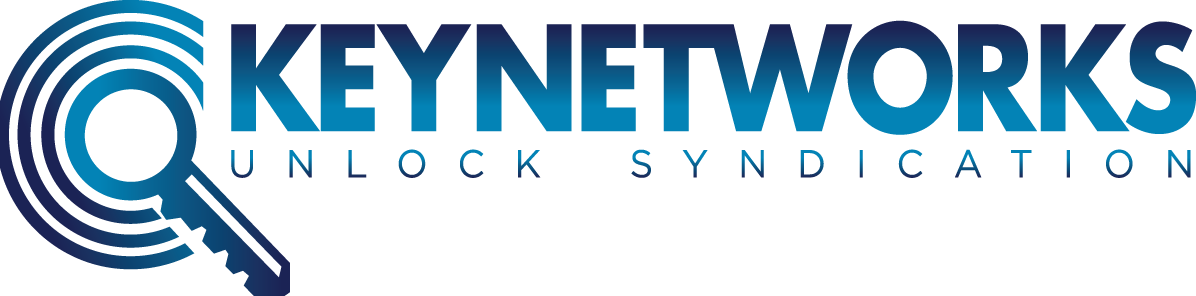 KEYNETWORKS
UNLOCK SYNDICATION